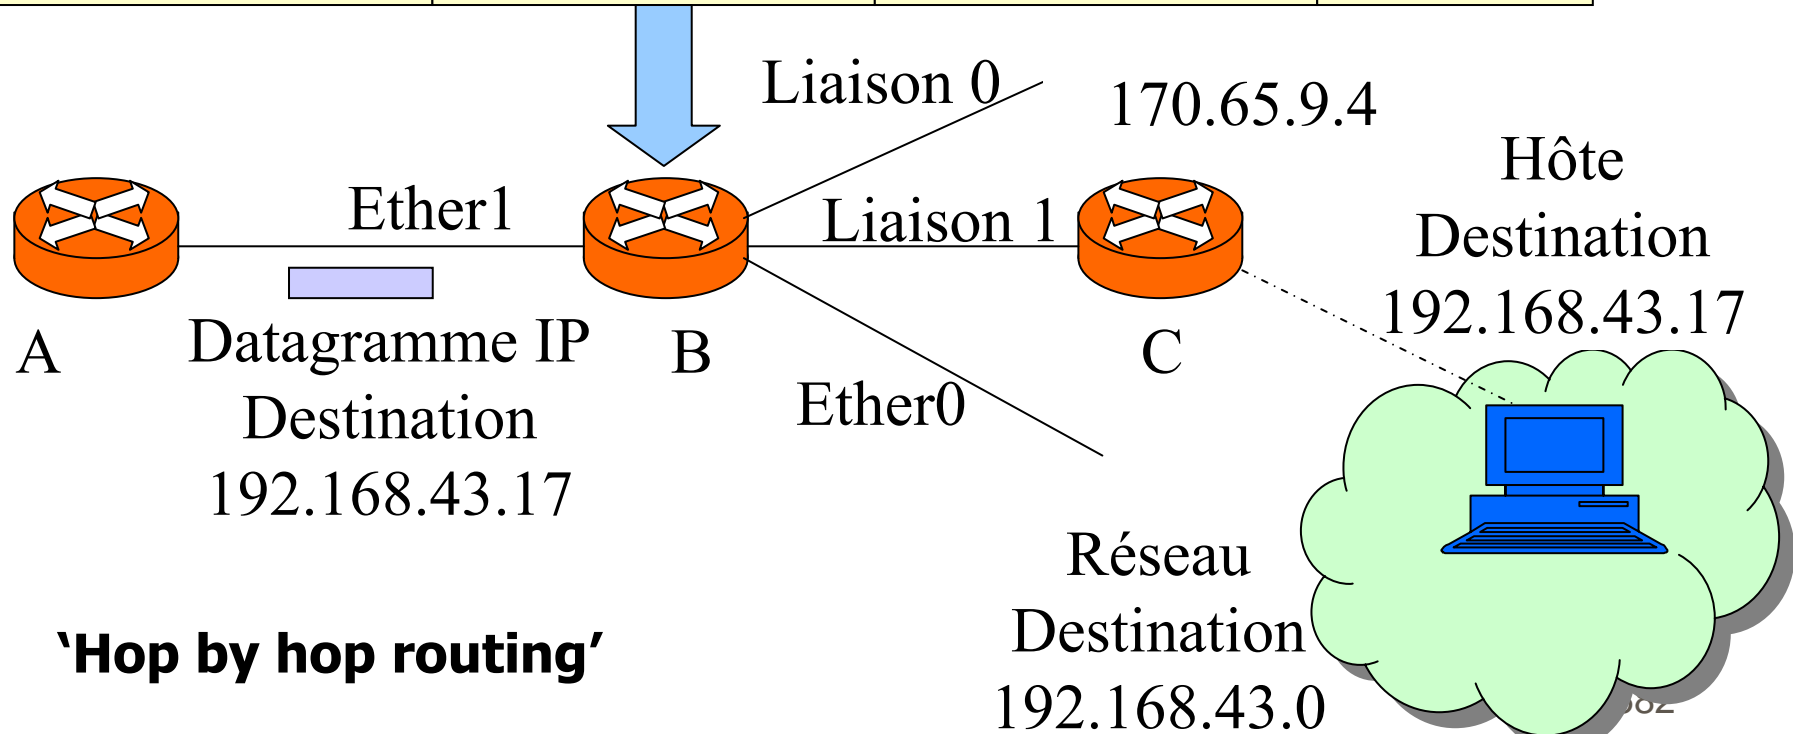 Liaison 0
170.65.9.4
Hôte
Destination
192.168.43.17
Ether1
Liaison 1
A
Datagramme IP
Destination
192.168.43.17
B
C
Ether0
Réseau
Destination
192.168.43.0
‘Hop by hop routing’